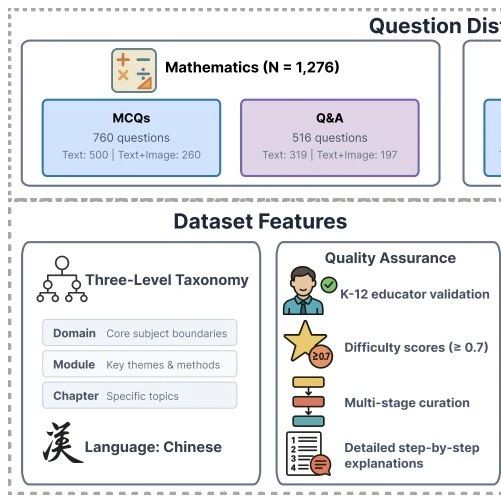 Question Dis
Mathematics (N = 1,276)
MCQs
760 questions
Text: 500 | Text+Image: 260
Q&A
516 questions
Text: 319 | Text+Image: 197
Dataset Features
Three-Level Taxonomy
Domain Core subject boundaries
Module Key themes & methods
Chapter Specific topics
漢
Language: Chinese
Quality Assurance
K-12 educator validation
≥0.7
Difficulty scores (≥ 0.7)
Multi-stage curation
1
2
3
4
Detailed step-by-step
explanations